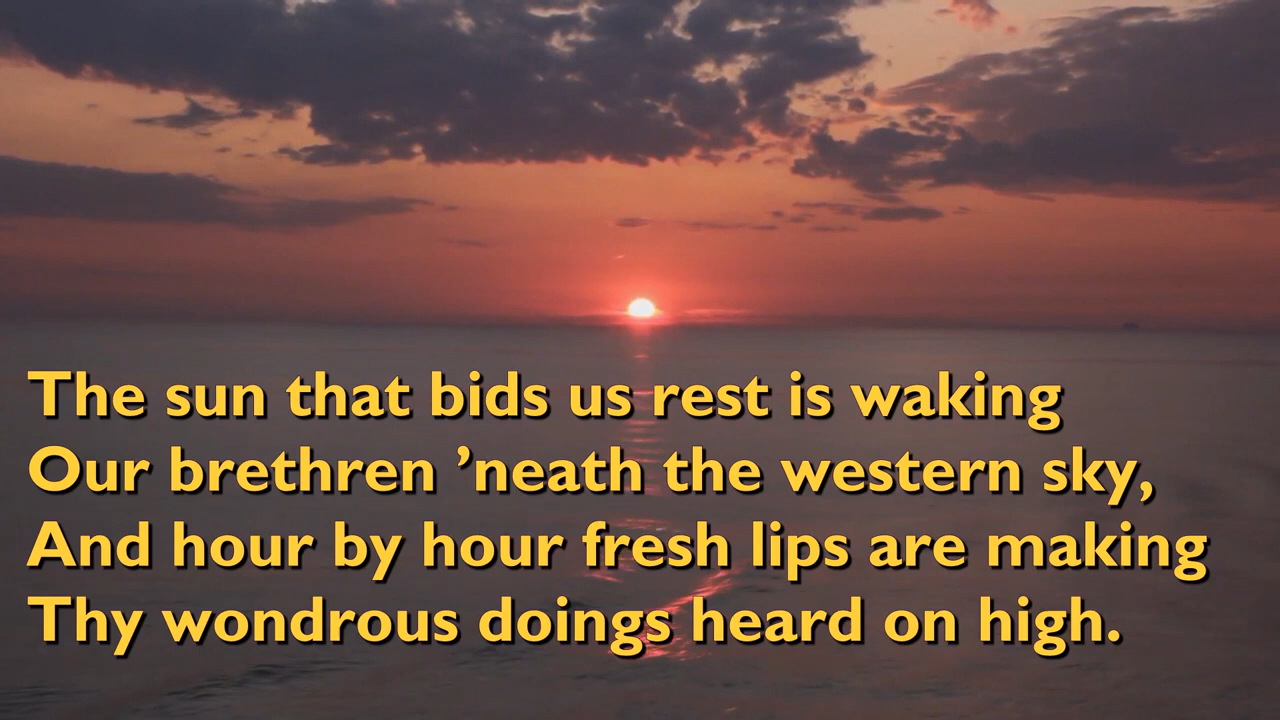 The sun that bids us rest is waking
Our brethren ’neath the western sky,
And hour by hour fresh lips are making
Thy wondrous doings heard on high.